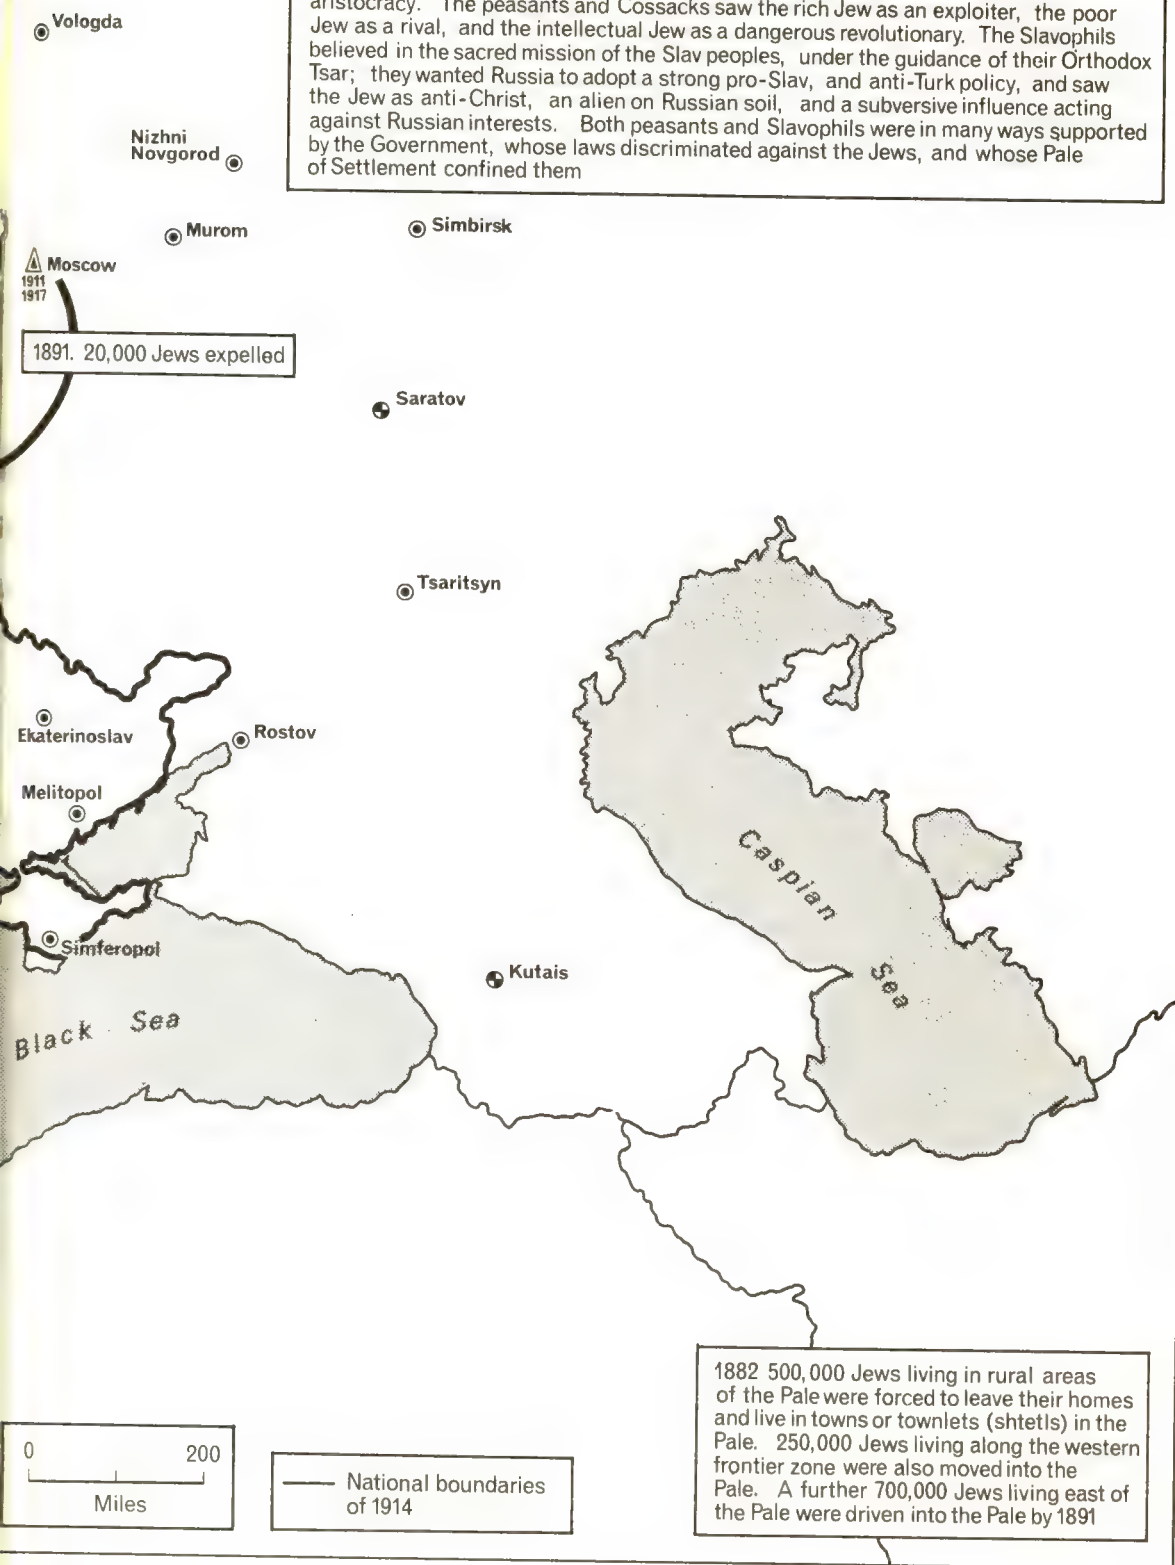 aristocracy. The peasants and Cossacks saw the rich Jew as an exploiter, the poor
Jew as a rival, and the intellectual Jew as a dangerous revolutionary. The Slavophils
believed in the sacred mission of the Slav peoples, under the guidance of their Orthodox
Tsar; they wanted Russia to adopt a strong pro-Slav, and anti-Turk policy, and saw
the Jew as anti-Christ, an alien on Russian soil, and a subversive influence acting
against Russian interests. Both peasants and Slavophils were in many ways supported
by the Government, whose laws discriminated against the Jews, and whose Pale
of Settlement confined them
Vologda
Nizhni
Novgorod
Murom
Simbirsk
Moscow
1911
1917
1891. 20,000 Jews expelled
Saratov
Tsaritsyn
Ekaterinoslav
Rostov
Melitopol
Caspian
Sea
Simferopol
Kutais
Black Sea
1882 500,000 Jews living in rural areas
of the Pale were forced to leave their homes
and live in towns or townlets (shtetls) in the
Pale. 250,000 Jews living along the western
frontier zone were also moved into the
Pale. A further 700,000 Jews living east of
the Pale were driven into the Pale by 1891
0 200
Miles
National boundaries
of 1914